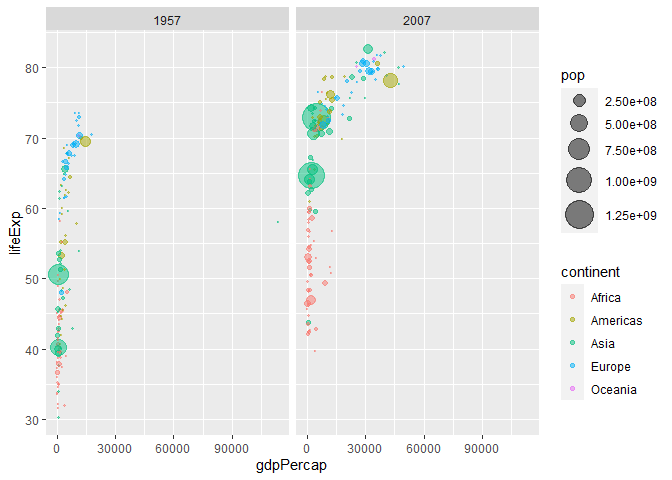 1957
2007
80
70
60
50
40
30
lifeExp
0
30000
60000
90000
0
30000
60000
90000
gdpPercap
pop
2.50e+08
5.00e+08
7.50e+08
1.00e+09
1.25e+09
continent
Africa
Americas
Asia
Europe
Oceania